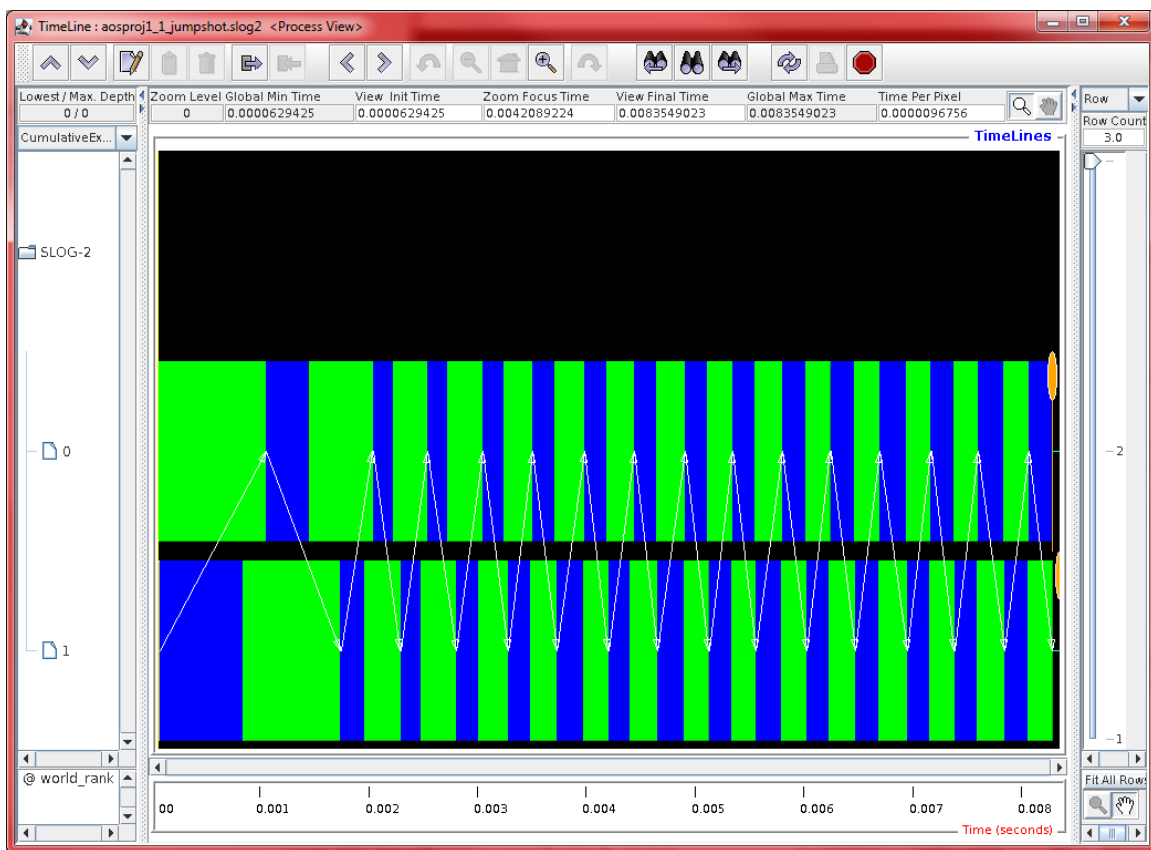 TimeLine : aosproj1_1_jumpshot.slog2 <Process View>
Lowest / Max. Depth
0 / 0
Zoom Level Global Min Time View Init Time Zoom Focus Time View Final Time Global Max Time Time Per Pixel
0 0.0000629425 0.0000629425 0.0042089224 0.0083549023 0.0083549023 0.0000096756
Row
Row Count
3.0
CumulativeEx...
TimeLines
SLOG-2
0
1
2
1
@ world_rank
Fit All Rows
00 0.001 0.002 0.003 0.004 0.005 0.006 0.007 0.008
Time (seconds)